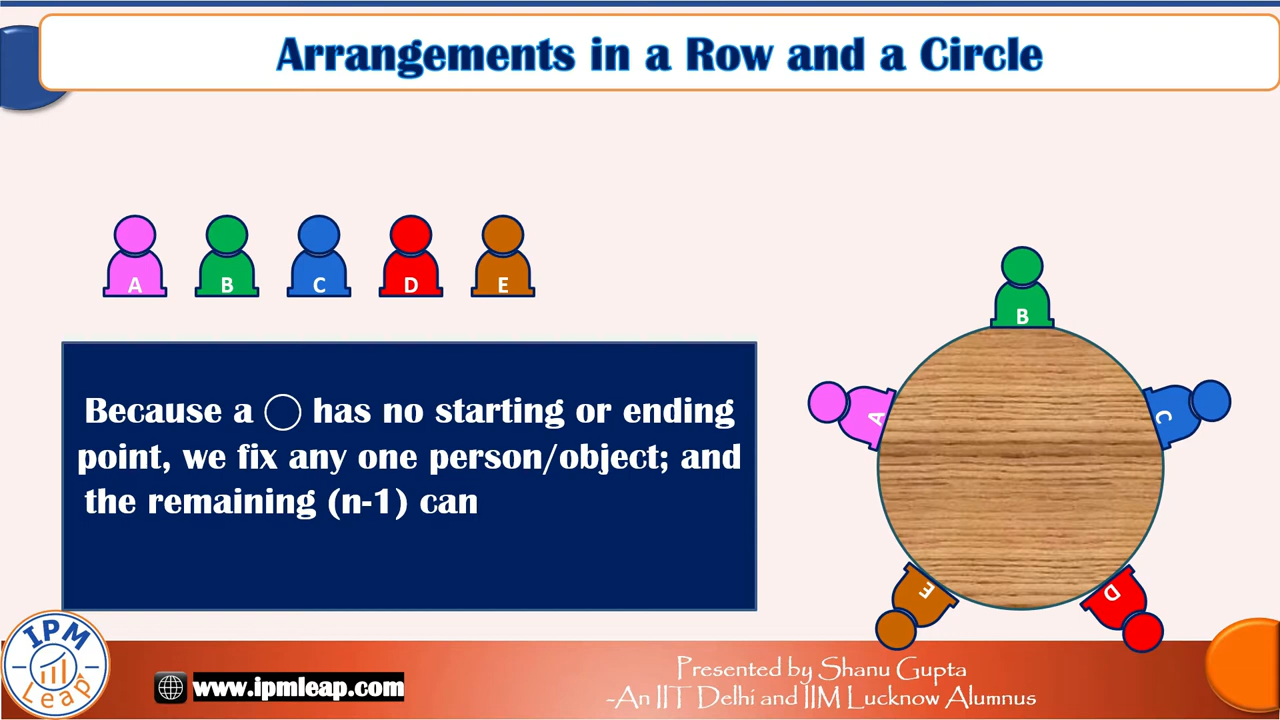 Arrangements in a Row and a Circle
A B C D E
B
A
C
E
D
Because a ◯ has no starting or ending
point, we fix any one person/object; and
the remaining (n-1) can
IPM
Leap
www.ipmleap.com
Presented by Shanu Gupta
-An IIT Delhi and IIM Lucknow Alumnus